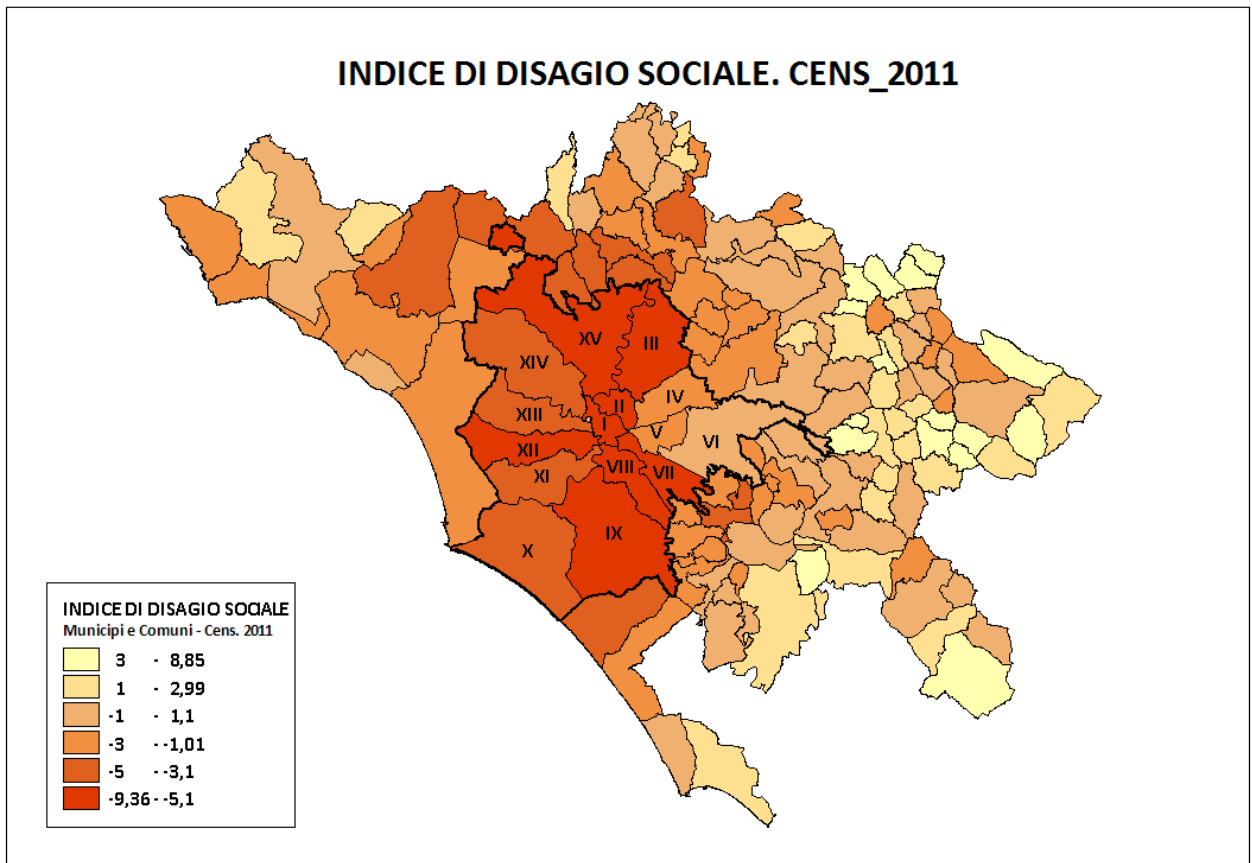 INDICE DI DISAGIO SOCIALE. CENS_2011
XV
III
XIV
II
IV
XIII
I
V
VI
XII
VIII
VII
XI
IX
X
INDICE DI DISAGIO SOCIALE
Municipi e Comuni - Cens. 2011
3 - 8,85
1 - 2,99
-1 - 1,1
-3 - -1,01
-5 - -3,1
-9,36 - -5,1